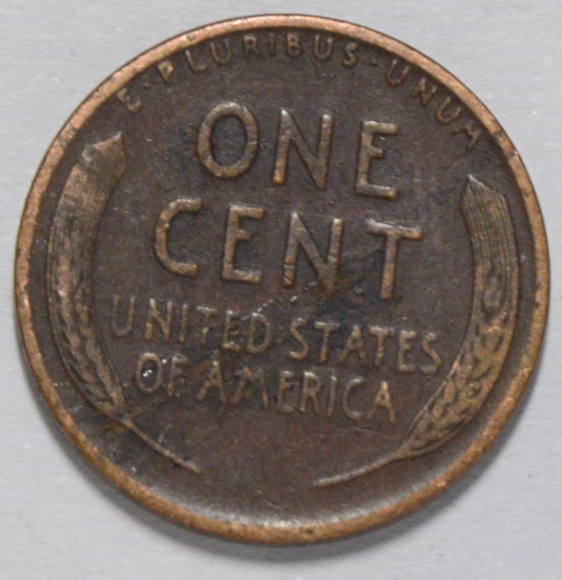 E·PLURIBUS·UNUM
ONE
CENT
UNITED·STATES
OF AMERICA